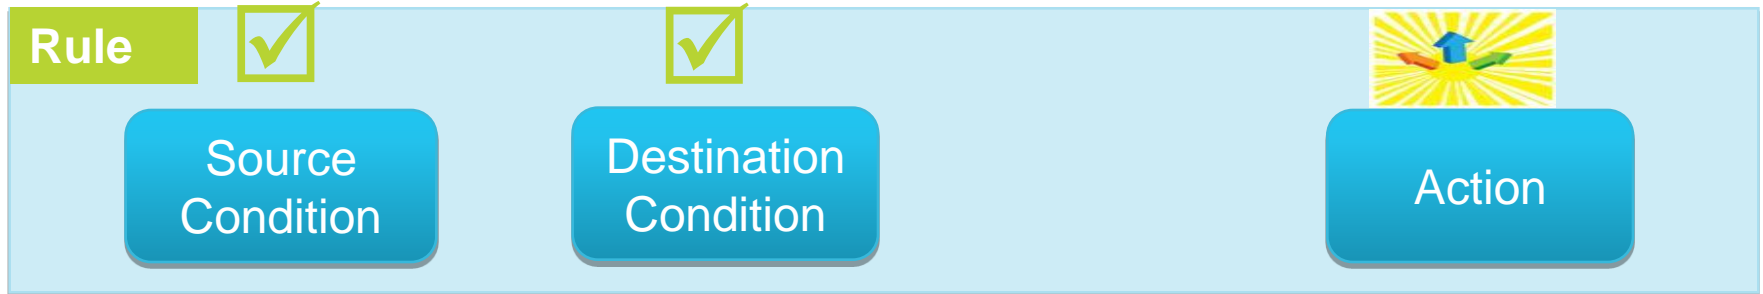 Rule
Source
Condition
Destination
Condition
Action